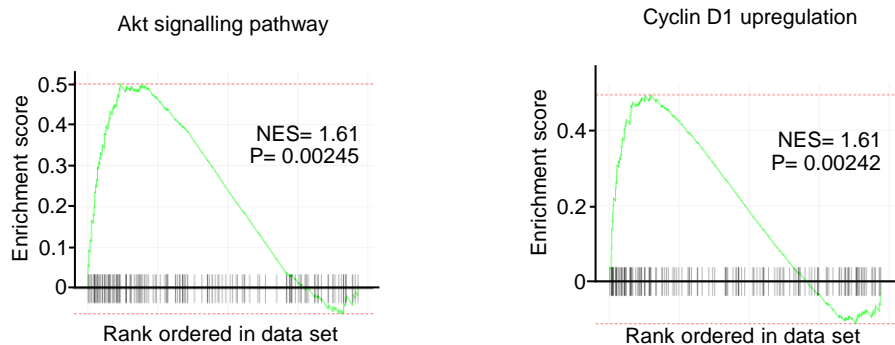 Akt signalling pathway
0.5
0.4
0.3
0.2
0.1
0
Enrichment score
NES= 1.61
P= 0.00245
Rank ordered in data set
Cyclin D1 upregulation
0.4
0.2
0
Enrichment score
NES= 1.61
P= 0.00242
Rank ordered in data set